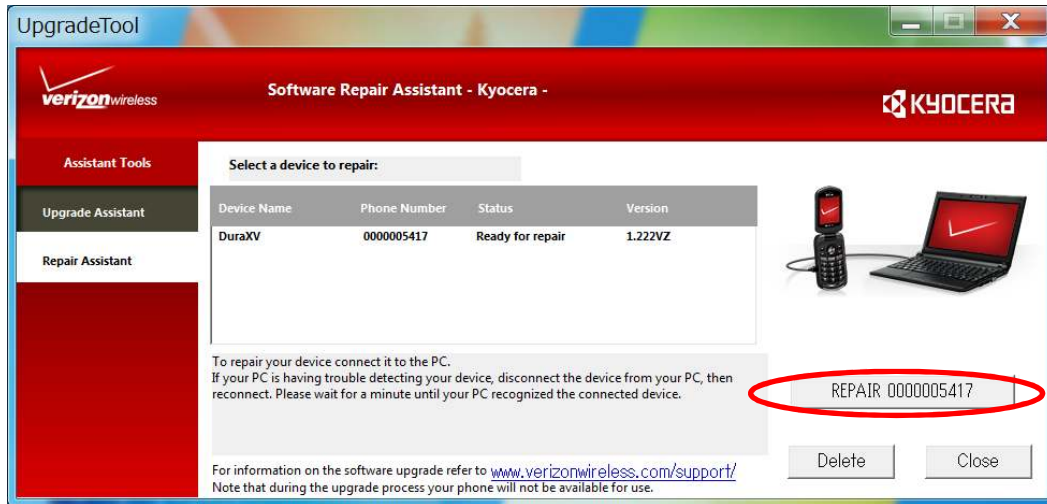 UpgradeTool
verizonwireless
Software Repair Assistant - Kyocera -
KYOCERA
Assistant Tools
Upgrade Assistant
Repair Assistant
Select a device to repair:
Device Name Phone Number Status Version
DuraXV 0000005417 Ready for repair 1.222VZ
To repair your device connect it to the PC.
If your PC is having trouble detecting your device, disconnect the device from your PC, then
reconnect. Please wait for a minute until your PC recognized the connected device.
REPAIR 0000005417
Delete Close
For information on the software upgrade refer to www.verizonwireless.com/support/
Note that during the upgrade process your phone will not be available for use.